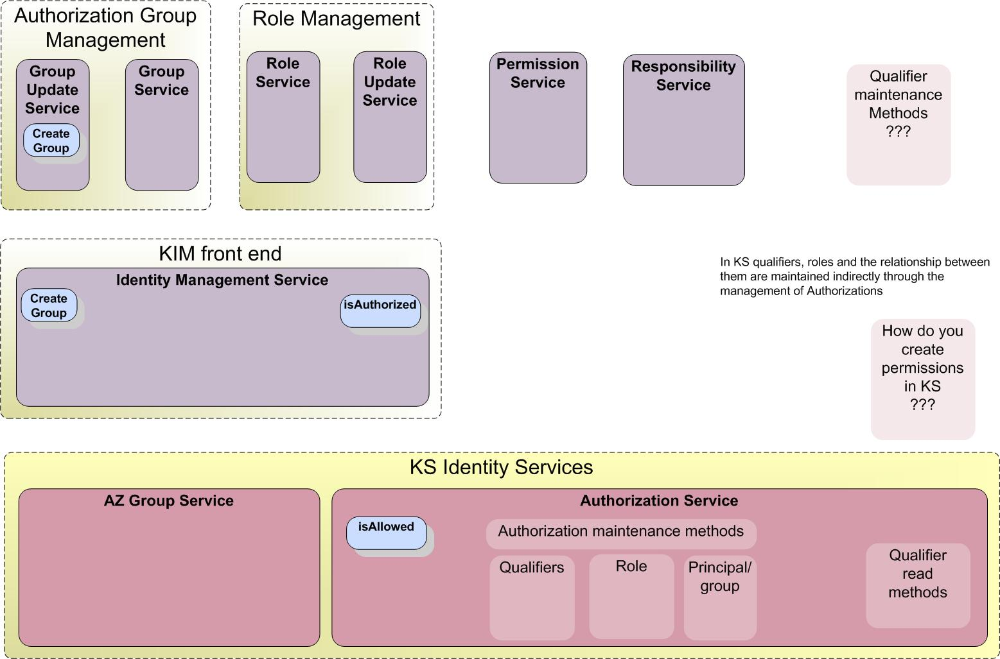 Authorization Group
Management
Group
Update
Service
Create
Group
Group
Service
Role Management
Role
Service
Role
Update
Service
Permission
Service
Responsibility
Service
Qualifier
maintenance
Methods
???
KIM front end
Identity Management Service
Create
Group
isAuthorized
In KS qualifiers, roles and the relationship between
them are maintained indirectly through the
management of Authorizations
How do you
create
permissions
in KS
???
KS Identity Services
AZ Group Service
Authorization Service
isAllowed
Authorization maintenance methods
Qualifiers
Role
Principal/
group
Qualifier
read
methods